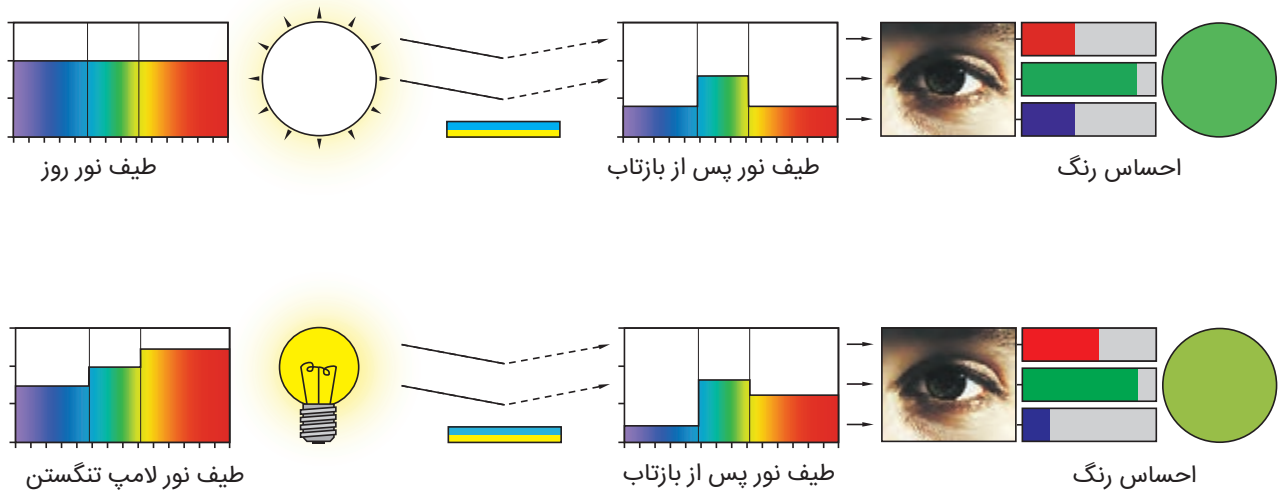 طیف نور روز
طیف نور پس از بازتاب
احساس رنگ
طیف نور لامپ تنگستن
طیف نور پس از بازتاب
احساس رنگ